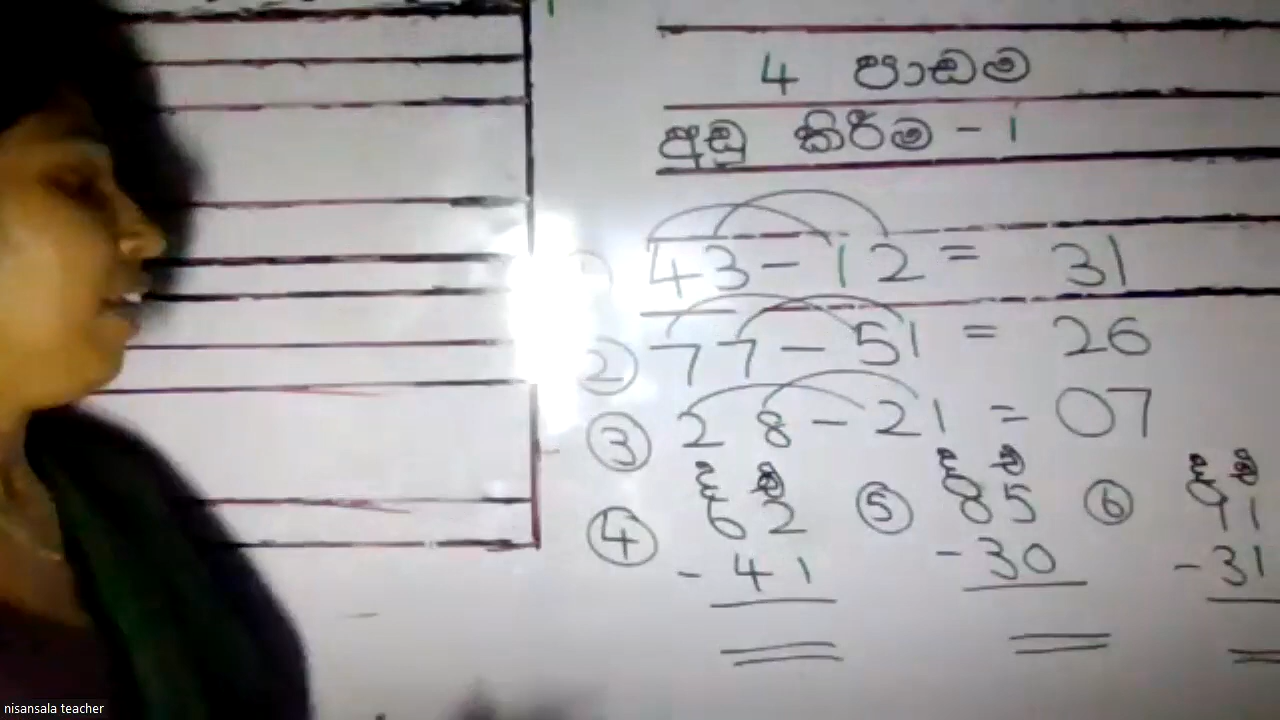 4 පාඩම
අඩු කිරීම - 1
43 - 12 = 31
② 77 - 51 = 26
③ 28 - 21 = 07
④ 62 ⑤ 85 ⑥ 91
- 41 - 30 - 31
nisansala teacher